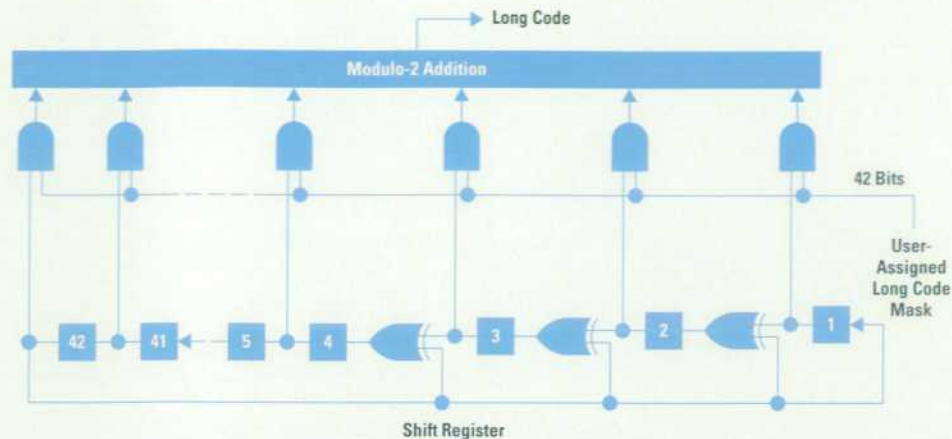 Long Code
Modulo-2 Addition
42 Bits
User-
Assigned
Long Code
Mask
42
41
5
4
3
2
1
Shift Register